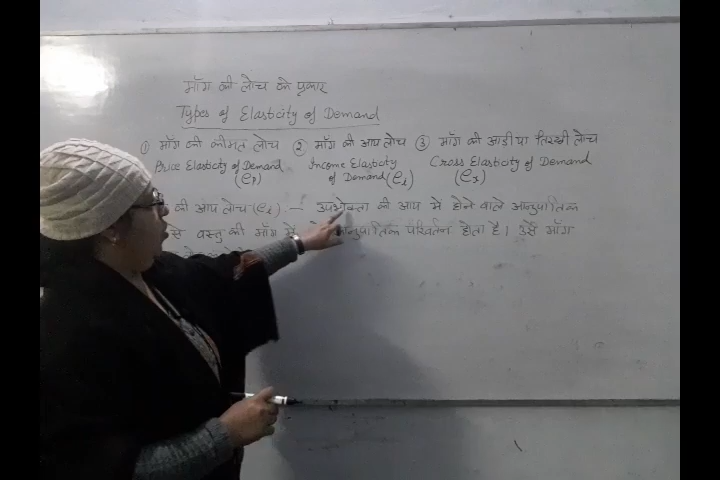 माँग की लोच के प्रकार
Types of Elasticity of Demand
① माँग की कीमत लोच ② माँग की आय लोच ③ माँग की आड़ी या तिरछी लोच
Price Elasticity of Demand Income Elasticity Cross Elasticity of Demand
(ep) of Demand (ei) (ex)
की आय लोच (ei) :- उपभोक्ता की आय में होने वाले आनुपातिक
वस्तु की माँग में आनुपातिक परिवर्तन होता है। उसे माँग